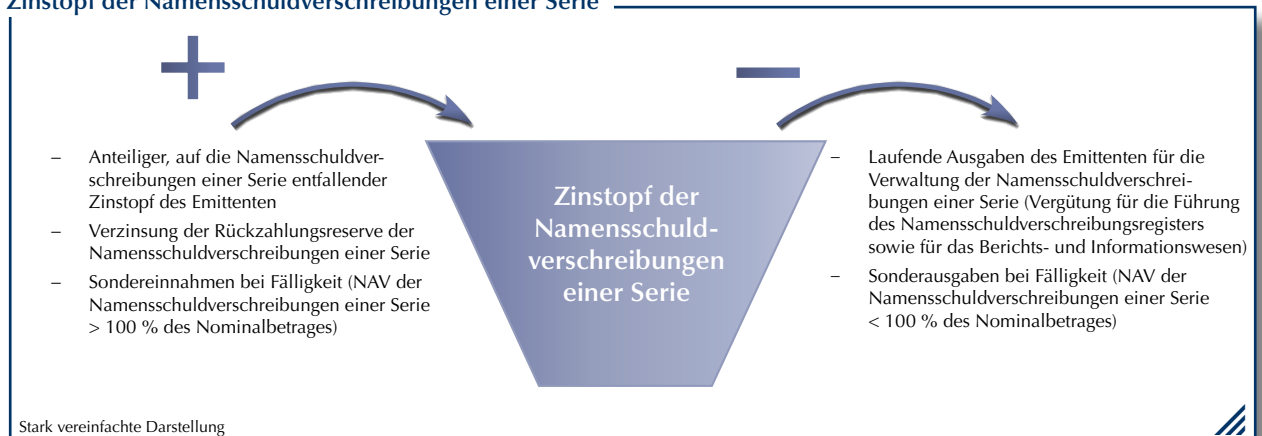 Zinstopf der Namensschuldverschreibungen einer Serie
+
–
– Anteiliger, auf die Namensschuldver-
schreibungen einer Serie entfallender
Zinstopf des Emittenten
– Verzinsung der Rückzahlungsreserve der
Namensschuldverschreibungen einer Serie
– Sondereinnahmen bei Fälligkeit (NAV der
Namensschuldverschreibungen einer Serie
> 100 % des Nominalbetrages)
Zinstopf der
Namensschuld-
verschreibungen
einer Serie
– Laufende Ausgaben des Emittenten für die
Verwaltung der Namensschuldverschrei-
bungen einer Serie (Vergütung für die Führung
des Namensschuldverschreibungsregisters
sowie für das Berichts- und Informationswesen)
– Sonderausgaben bei Fälligkeit (NAV der
Namensschuldverschreibungen einer Serie
< 100 % des Nominalbetrages)
Stark vereinfachte Darstellung